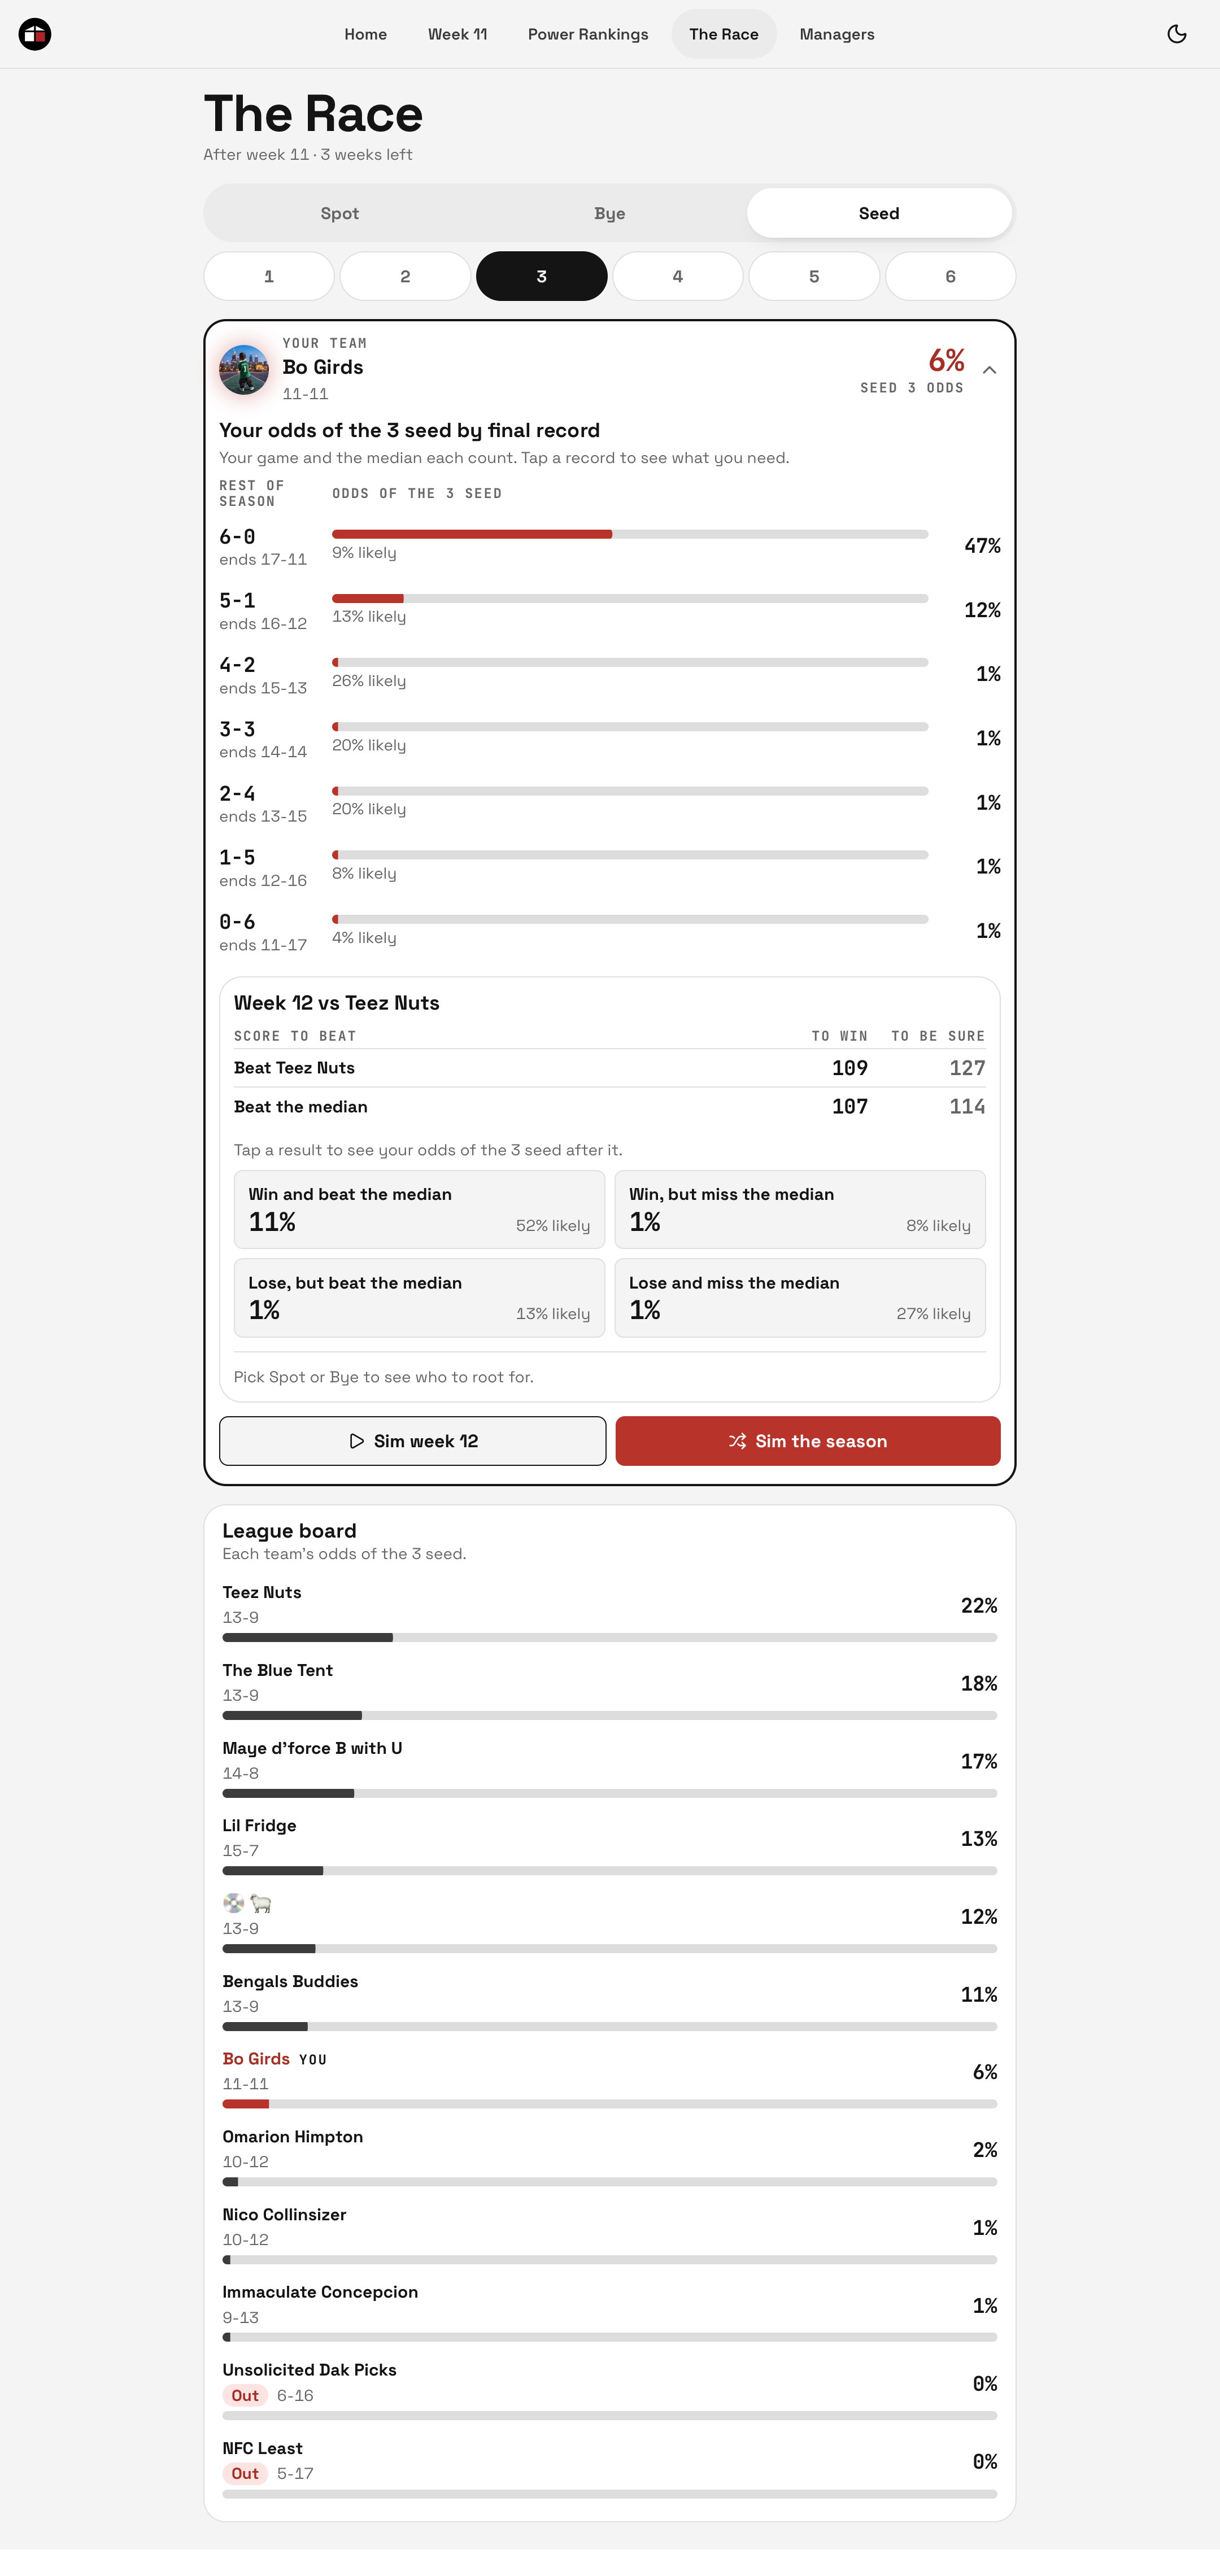 Home Week 11 Power Rankings The Race Managers
The Race
After week 11 · 3 weeks left
Spot Bye Seed
1 2 3 4 5 6
YOUR TEAM
Bo Girds
11-11
6%
SEED 3 ODDS
Your odds of the 3 seed by final record
Your game and the median each count. Tap a record to see what you need.
REST OF SEASON
ODDS OF THE 3 SEED
6-0
ends 17-11
9% likely
47%
5-1
ends 16-12
13% likely
12%
4-2
ends 15-13
26% likely
1%
3-3
ends 14-14
20% likely
1%
2-4
ends 13-15
20% likely
1%
1-5
ends 12-16
8% likely
1%
0-6
ends 11-17
4% likely
1%
Week 12 vs Teez Nuts
SCORE TO BEAT TO WIN TO BE SURE
Beat Teez Nuts 109 127
Beat the median 107 114
Tap a result to see your odds of the 3 seed after it.
Win and beat the median
11% 52% likely
Win, but miss the median
1% 8% likely
Lose, but beat the median
1% 13% likely
Lose and miss the median
1% 27% likely
Pick Spot or Bye to see who to root for.
Sim week 12
Sim the season
League board
Each team's odds of the 3 seed.
Teez Nuts
13-9
22%
The Blue Tent
13-9
18%
Maye d'force B with U
14-8
17%
Lil Fridge
15-7
13%
💿 🐑
13-9
12%
Bengals Buddies
13-9
11%
Bo Girds YOU
11-11
6%
Omarion Himpton
10-12
2%
Nico Collinsizer
10-12
1%
Immaculate Concepcion
9-13
1%
Unsolicited Dak Picks
Out 6-16
0%
NFC Least
Out 5-17
0%